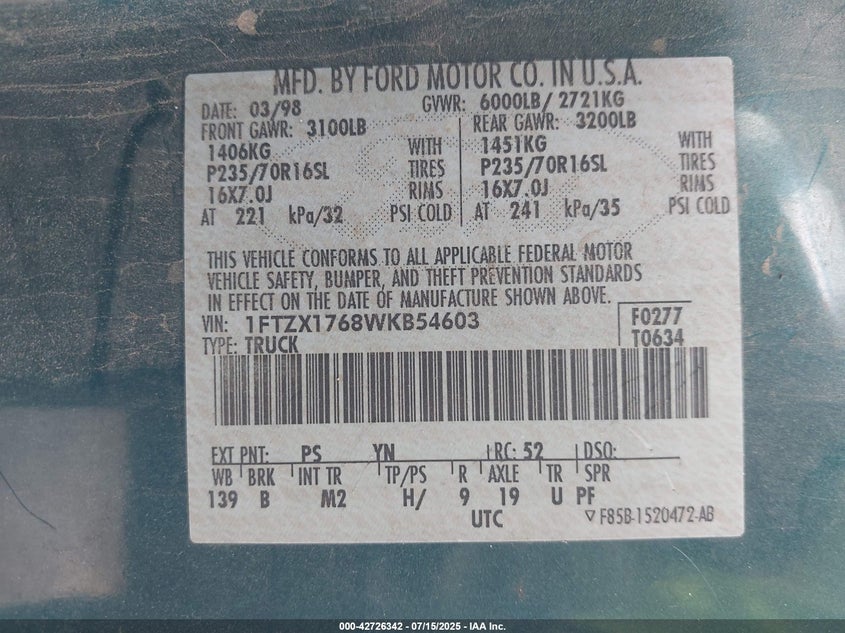 MFD. BY FORD MOTOR CO. IN U.S.A.
DATE: 03/98 GVWR: 6000LB/ 2721KG
FRONT GAWR: 3100LB REAR GAWR: 3200LB
1406KG WITH 1451KG WITH
P235/70R16SL TIRES P235/70R16SL TIRES
16X7.0J RIMS 16X7.0J RIMS
AT 221 kPa/32 PSI COLD AT 241 kPa/35 PSI COLD
THIS VEHICLE CONFORMS TO ALL APPLICABLE FEDERAL MOTOR
VEHICLE SAFETY, BUMPER, AND THEFT PREVENTION STANDARDS
IN EFFECT ON THE DATE OF MANUFACTURE SHOWN ABOVE.
VIN: 1FTZX1768WKB54603 F0277
TYPE: TRUCK T0634
EXT PNT: PS YN RC: 52 DSO:
WB BRK INT TR TP/PS R AXLE TR SPR
139 B M2 H/ 9 19 U PF
UTC ▽F85B-1520472-AB
000-42726342 - 07/15/2025 - IAA Inc.